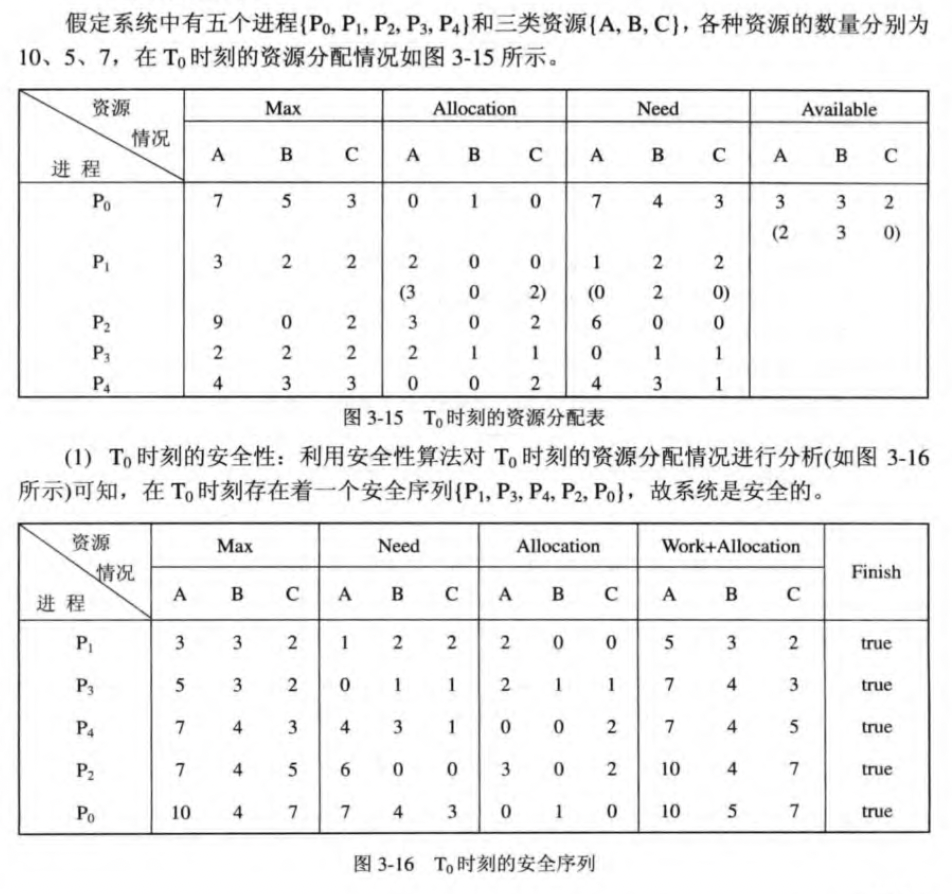 假定系统中有五个进程{P₀, P₁, P₂, P₃, P₄}和三类资源{A, B, C}，各种资源的数量分别为
10、5、7，在 T₀ 时刻的资源分配情况如图 3-15 所示。
资源 情况 进 程 Max Allocation Need Available
A B C A B C A B C A B C
P₀ 7 5 3 0 1 0 7 4 3 3 3 2
(2 3 0)
P₁ 3 2 2 2 0 0 1 2 2
(3 0 2) (0 2 0)
P₂ 9 0 2 3 0 2 6 0 0
P₃ 2 2 2 2 1 1 0 1 1
P₄ 4 3 3 0 0 2 4 3 1
图 3-15 T₀ 时刻的资源分配表
(1) T₀ 时刻的安全性：利用安全性算法对 T₀ 时刻的资源分配情况进行分析(如图 3-16
所示)可知，在 T₀ 时刻存在着一个安全序列{P₁, P₃, P₄, P₂, P₀}，故系统是安全的。
资源 情况 进 程 Max Need Allocation Work+Allocation Finish
A B C A B C A B C A B C
P₁ 3 3 2 1 2 2 2 0 0 5 3 2 true
P₃ 5 3 2 0 1 1 2 1 1 7 4 3 true
P₄ 7 4 3 4 3 1 0 0 2 7 4 5 true
P₂ 7 4 5 6 0 0 3 0 2 10 4 7 true
P₀ 10 4 7 7 4 3 0 1 0 10 5 7 true
图 3-16 T₀ 时刻的安全序列